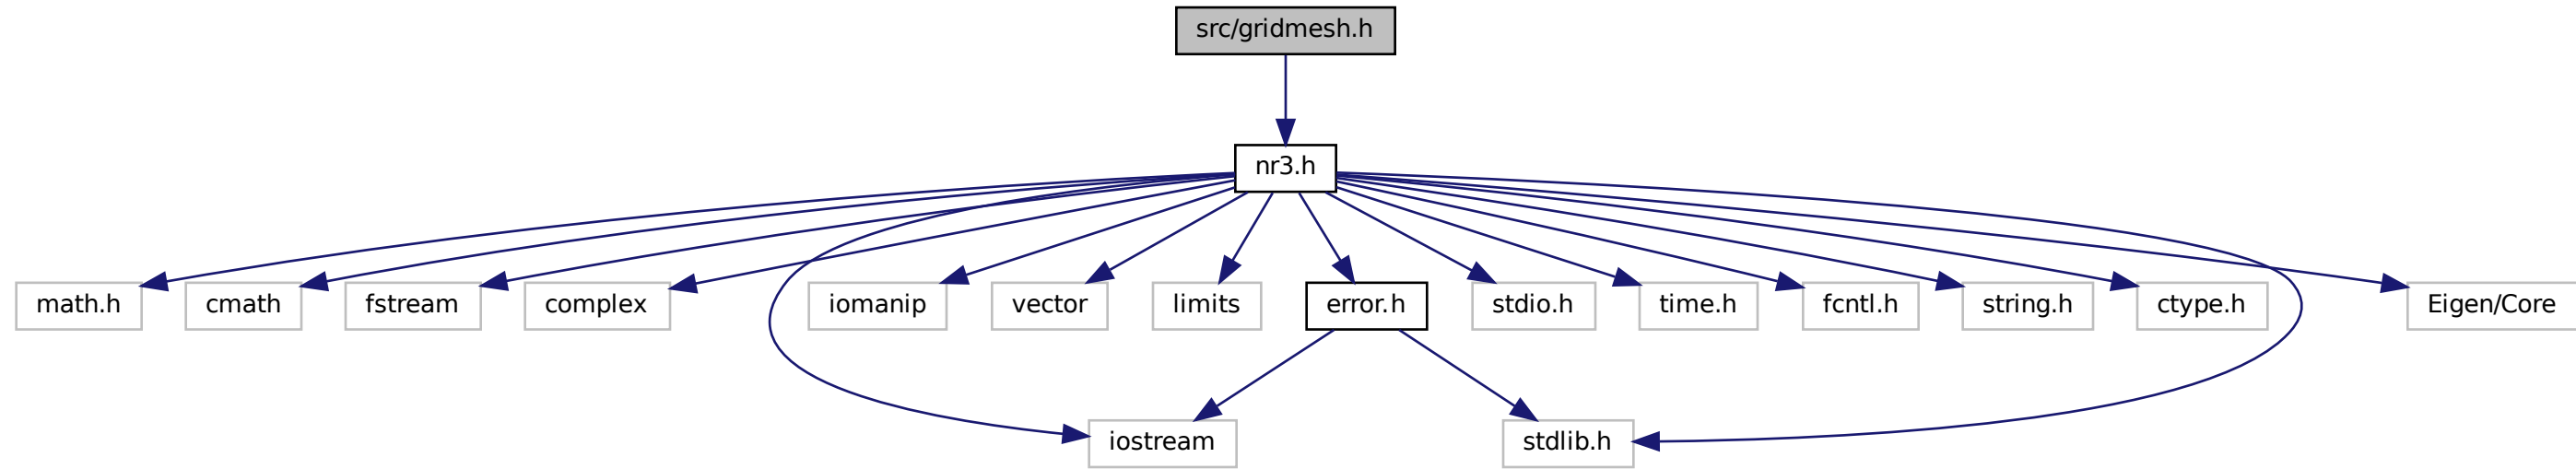 src/gridmesh.h
nr3.h
math.h
cmath
fstream
complex
iomanip
vector
limits
error.h
stdio.h
time.h
fcntl.h
string.h
ctype.h
Eigen/Core
iostream
stdlib.h